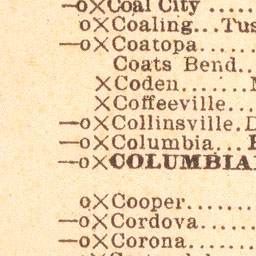 —o×Coal City ......
o×Coaling...Tus
—o×Coatopa.....
Coats Bend..
×Coden.......
×Coffeeville...
—o×Collinsville.D
—o×Columbia...
—o×COLUMBIA
o×Cooper.......
—o×Cordova.....
—o×Corona......